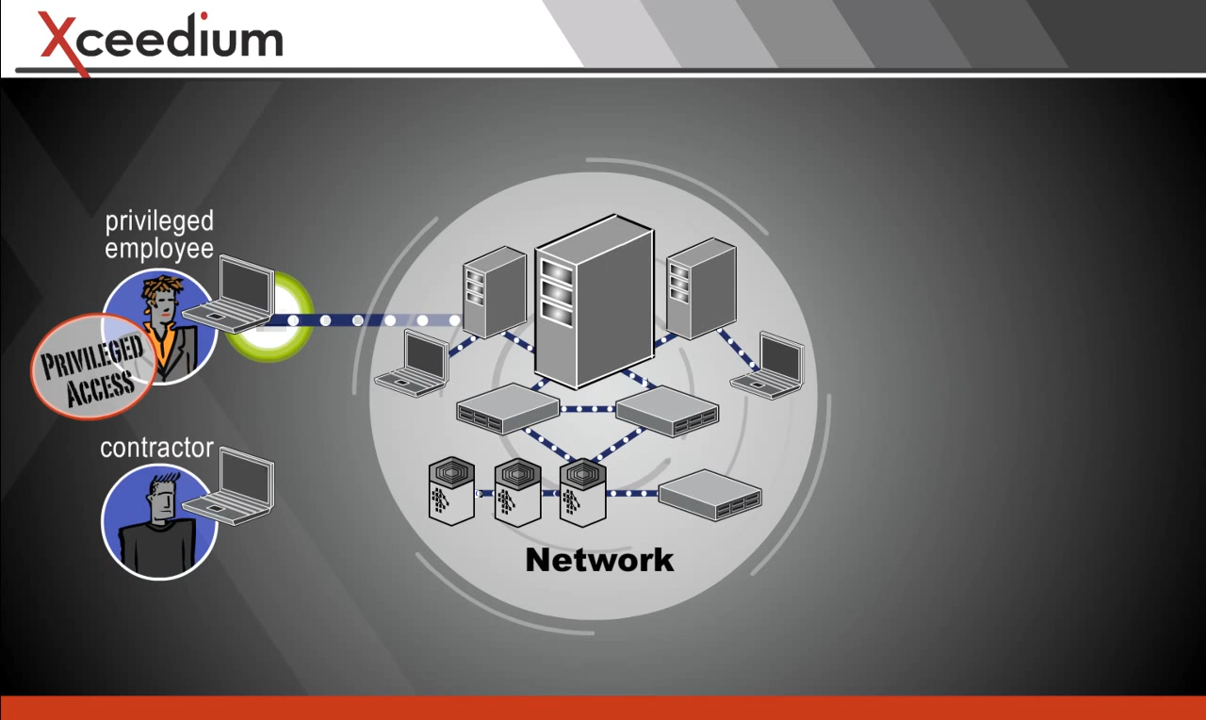 Xceedium
privileged
employee
PRIVILEGED
ACCESS
contractor
Network